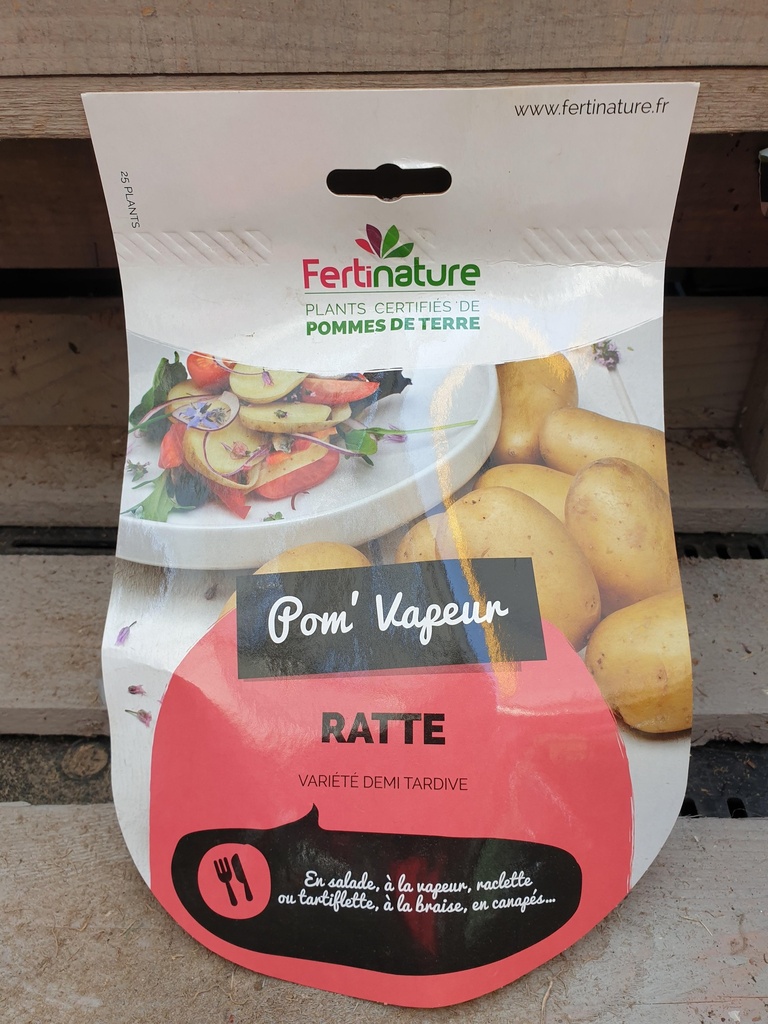 www.fertinature.fr
25 PLANTS
Fertinature
PLANTS CERTIFIÉS DE
POMMES DE TERRE
Pom' Vapeur
RATTE
VARIÉTÉ DEMI TARDIVE
En salade, à la vapeur, raclette
ou tartiflette, à la braise, en canapés...